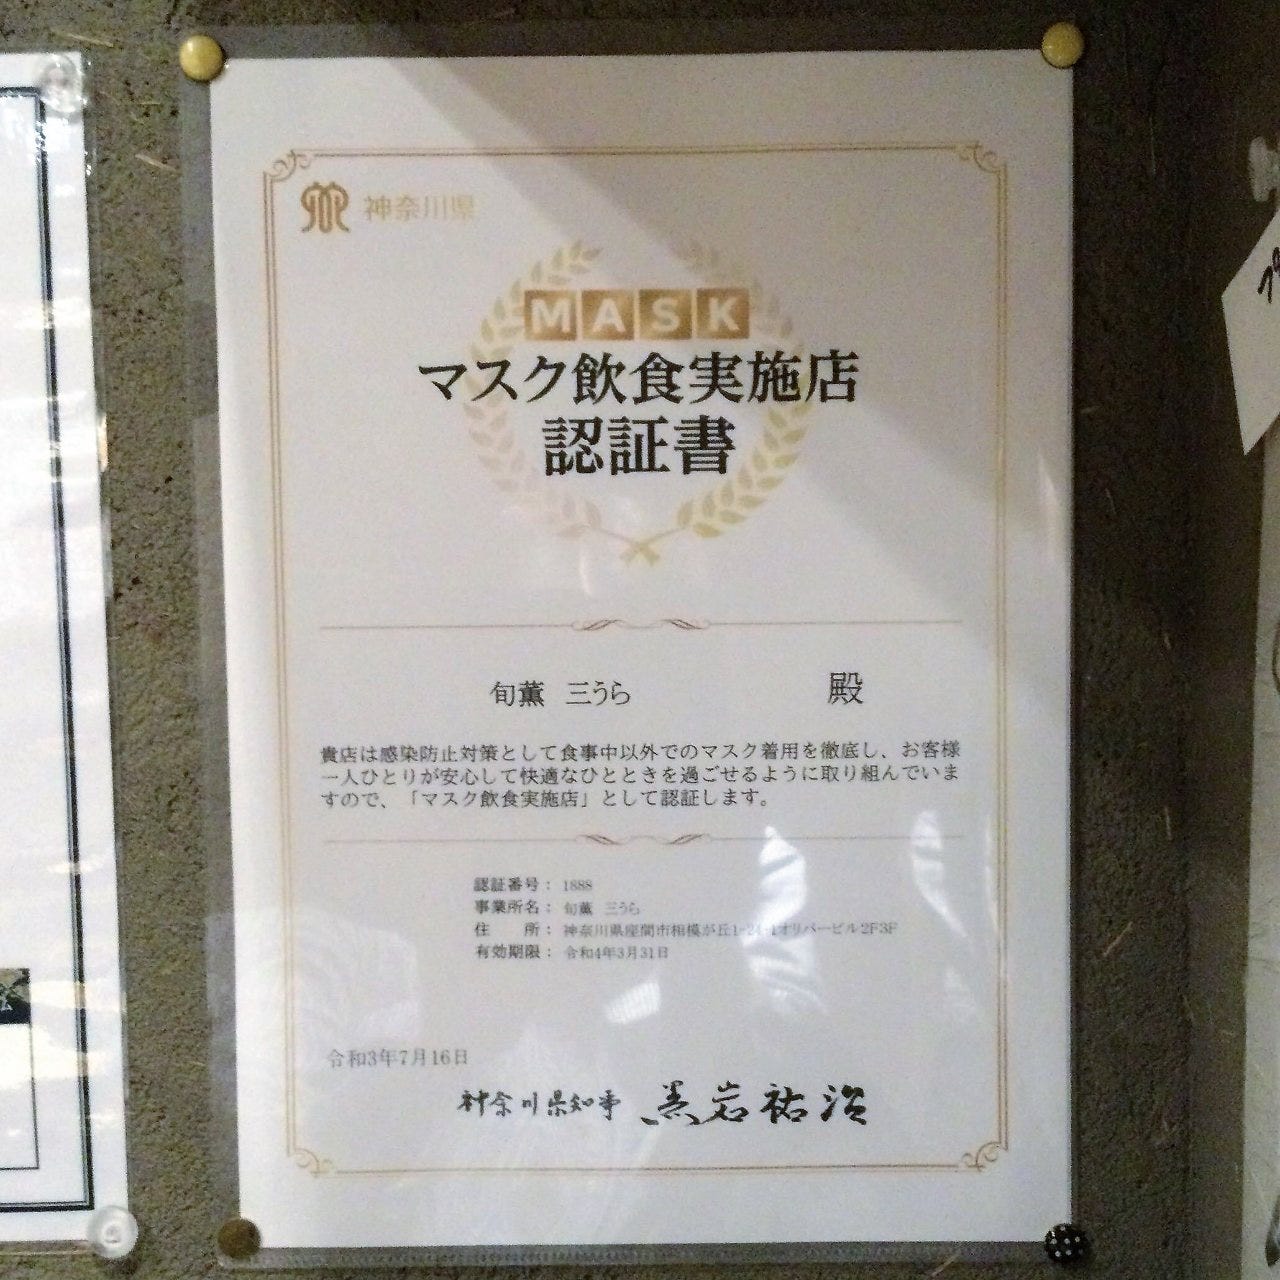 神奈川県
MASK
マスク飲食実施店
認証書
旬薫 三うら 殿
貴店は感染防止対策として食事中以外でのマスク着用を徹底し、お客様
一人ひとりが安心して快適なひとときを過ごせるように取り組んでいま
すので、「マスク飲食実施店」として認証します。
認証番号： 1888
事業所名： 旬薫 三うら
住 所： 神奈川県座間市相模が丘1-24-1オリバービル2F3F
有効期限： 令和4年3月31日
令和3年7月16日
神奈川県知事 黒岩祐治